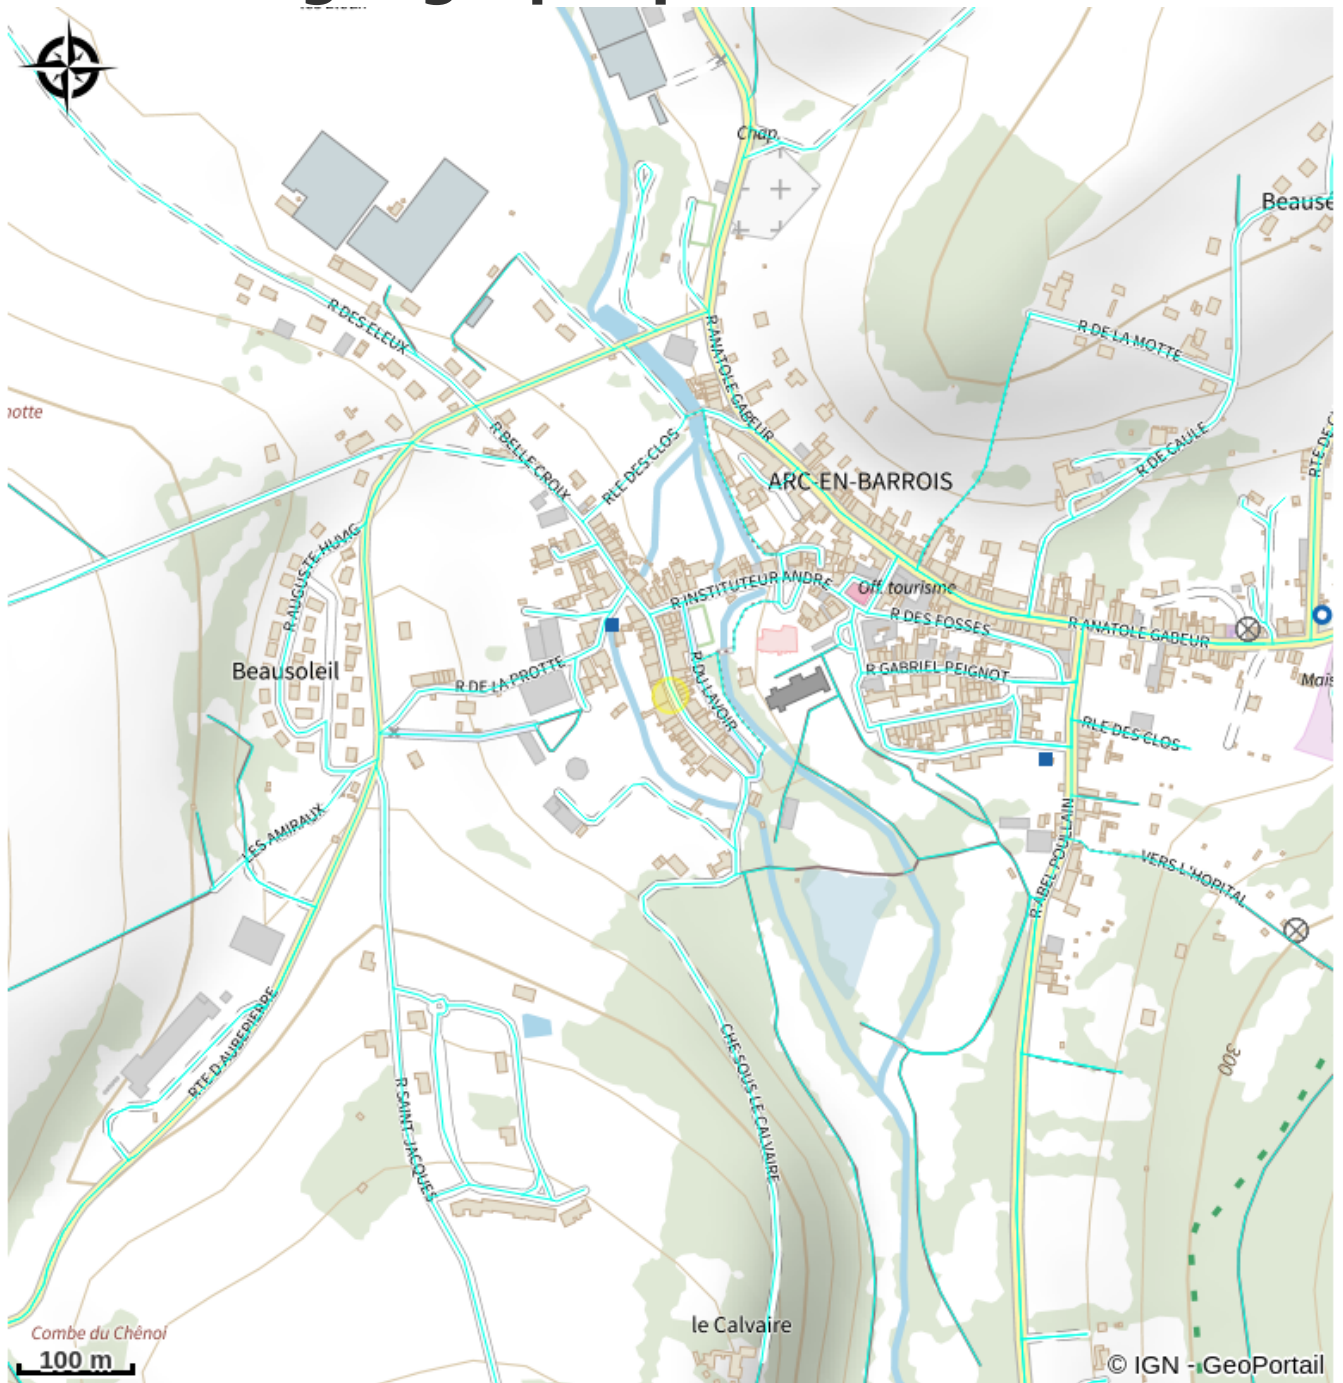 Chap.
Beause
R DES ELEUX
R ANATOLE GABEUR
R DE LA MOTTE
otte
R BELLE CROIX
RLE DES CLOS
R DE CAULE
RTE DE C
ARC-EN-BARROIS
R AUGUSTE HUVIG
R INSTITUTEUR ANDRE
Off. tourisme
R DES FOSSES
R ANATOLE GABEUR
Beausoleil
R DE LA PROTTE
R DU LAVOIR
R GABRIEL PEIGNOT
Mais
RLE DES CLOS
LES AMIRAUX
R ABEL POULLAIN
VERS L'HOPITAL
RTE D AUBEPIERRE
CHE SOUS LE CALVAIRE
300
R SAINT-JACQUES
le Calvaire
Combe du Chênoi
100 m
© IGN - GeoPortail